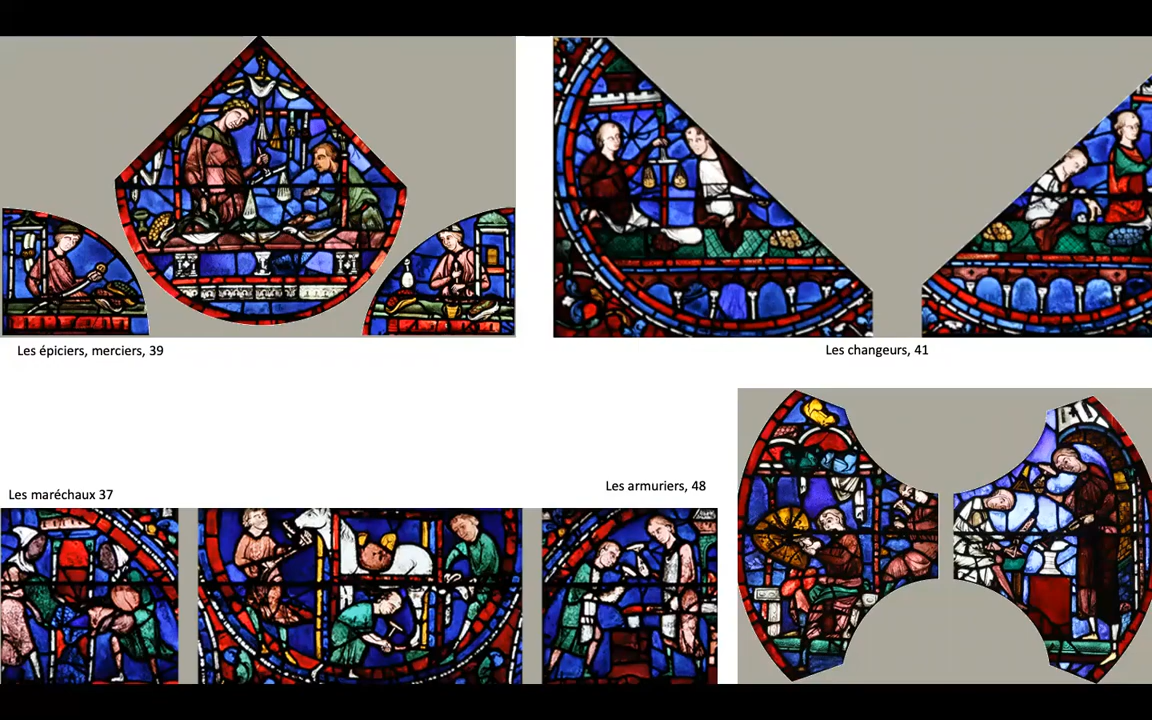 Les épiciers, merciers, 39
Les changeurs, 41
Les maréchaux 37
Les armuriers, 48